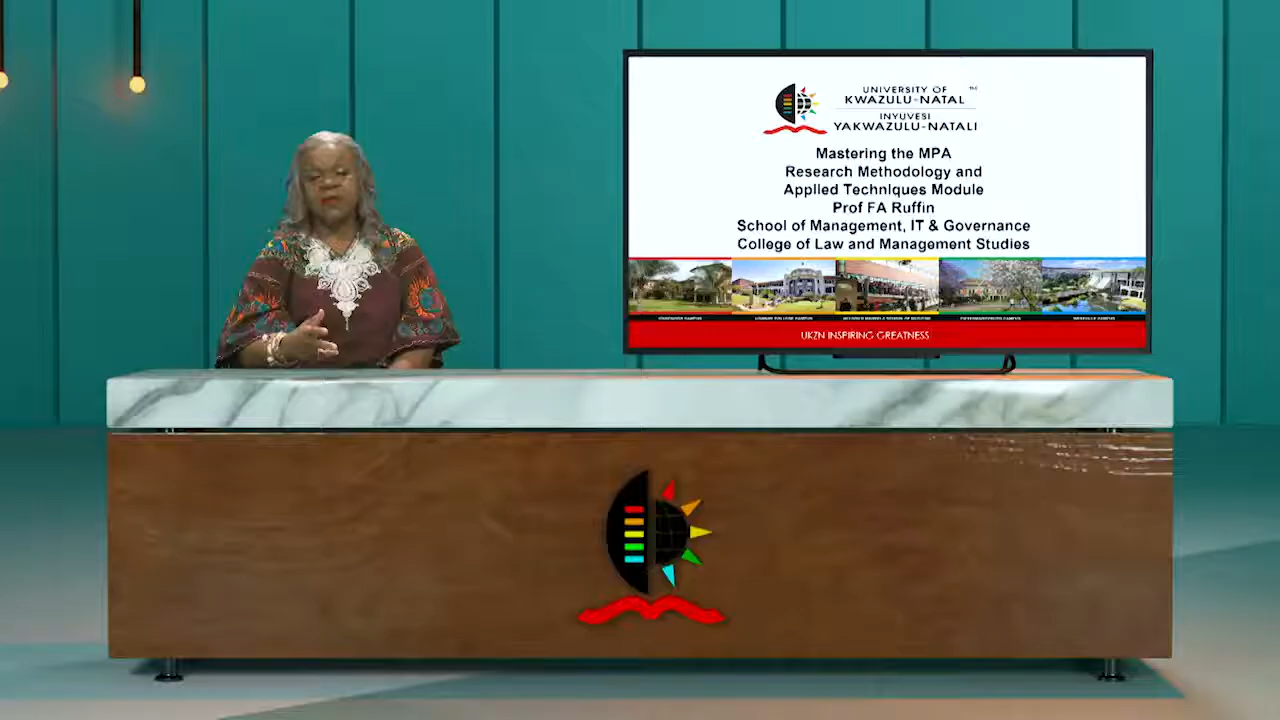 UNIVERSITY OF ™
KWAZULU-NATAL
INYUVESI
YAKWAZULU-NATALI
Mastering the MPA
Research Methodology and
Applied Techniques Module
Prof FA Ruffin
School of Management, IT & Governance
College of Law and Management Studies
UKZN INSPIRING GREATNESS